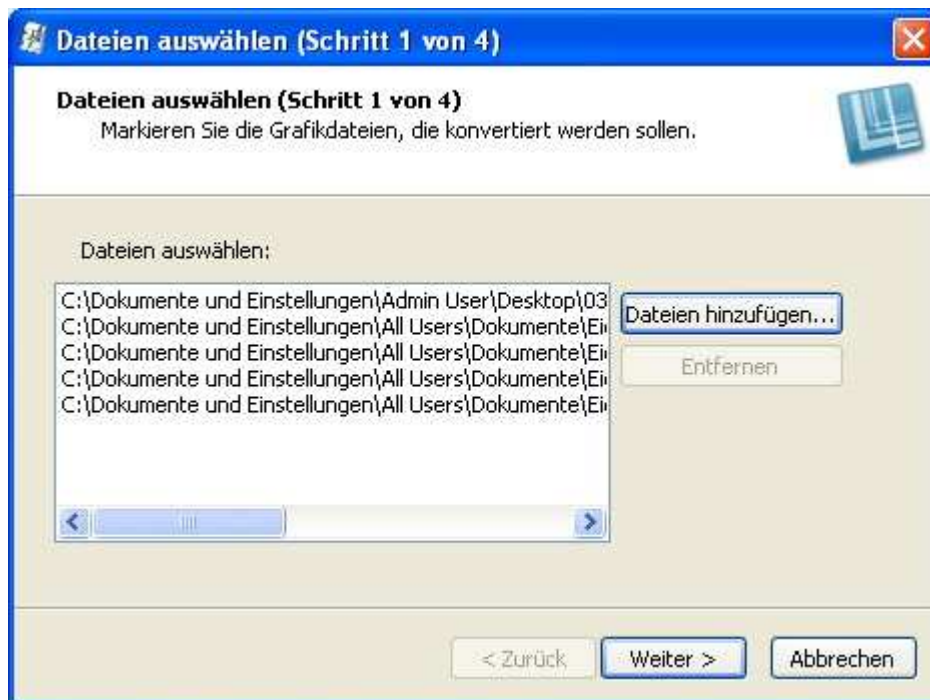 Dateien auswählen (Schritt 1 von 4)
Dateien auswählen (Schritt 1 von 4)
Markieren Sie die Grafikdateien, die konvertiert werden sollen.
Dateien auswählen:
C:\Dokumente und Einstellungen\Admin User\Desktop\03
C:\Dokumente und Einstellungen\All Users\Dokumente\Ei
C:\Dokumente und Einstellungen\All Users\Dokumente\Ei
C:\Dokumente und Einstellungen\All Users\Dokumente\Ei
C:\Dokumente und Einstellungen\All Users\Dokumente\Ei
Dateien hinzufügen...
Entfernen
< Zurück
Weiter >
Abbrechen